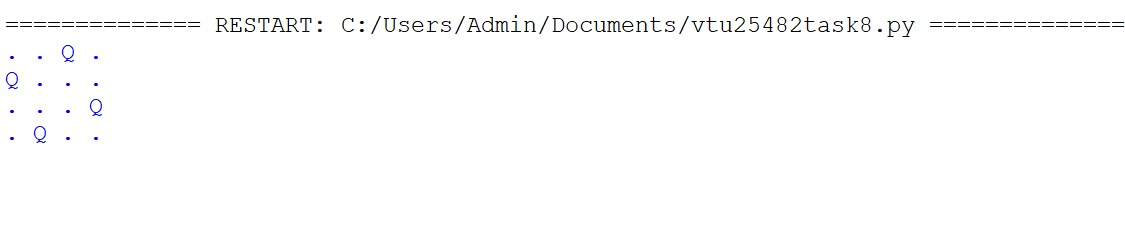 ============== RESTART: C:/Users/Admin/Documents/vtu25482task8.py ==============
. . Q .
Q . . .
. . . Q
. Q . .